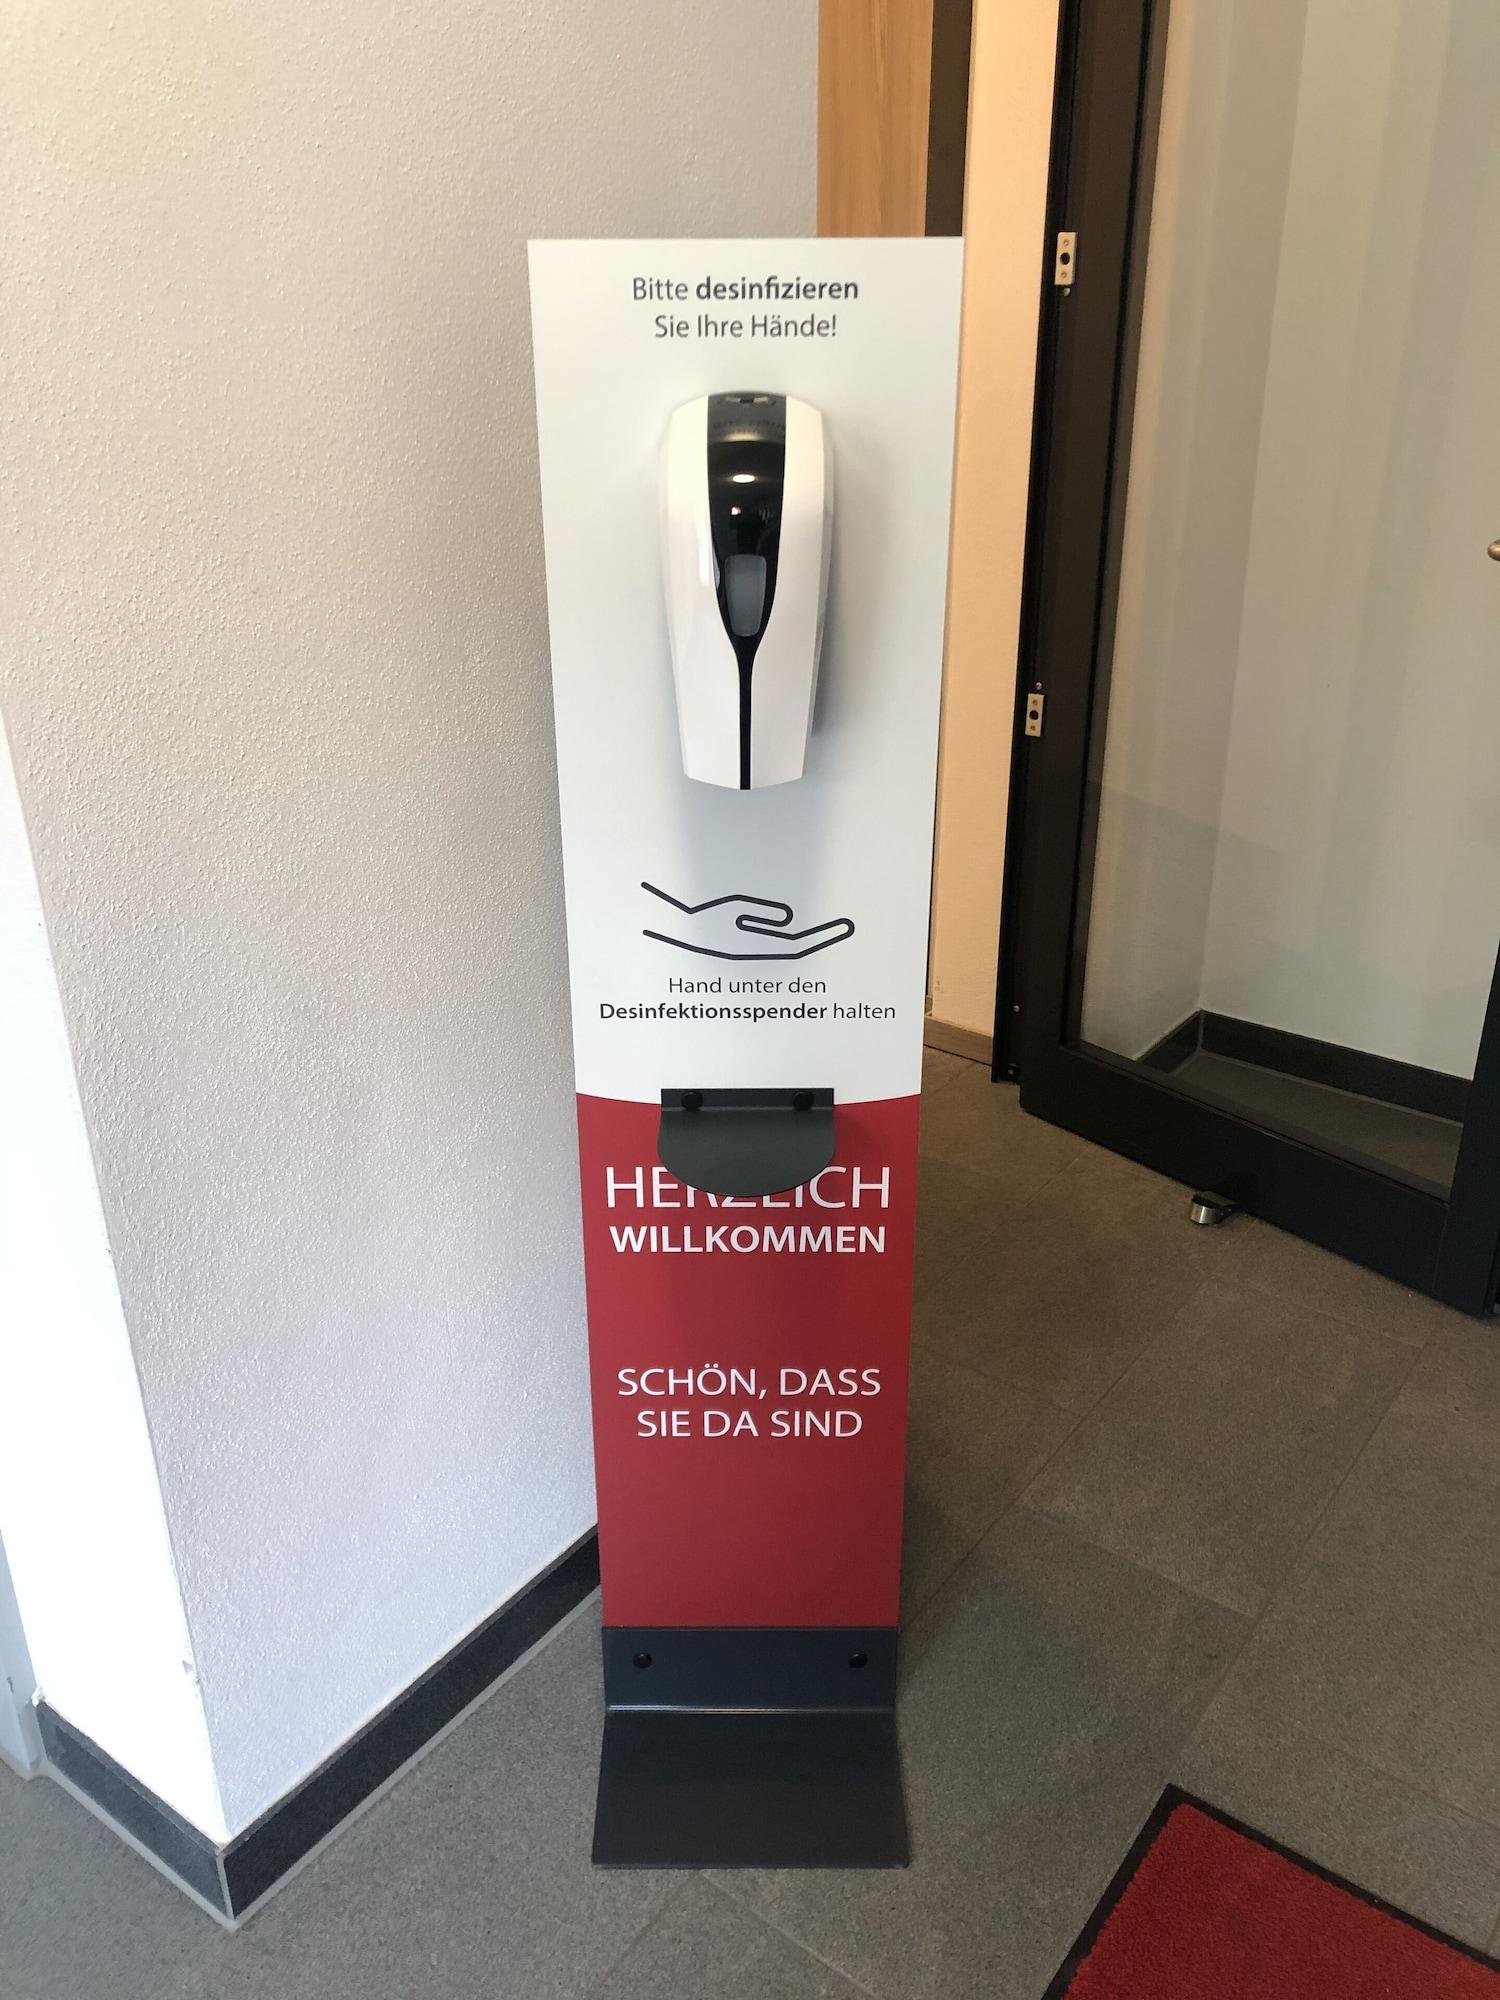 Bitte desinfizieren
Sie Ihre Hände!
Hand unter den
Desinfektionsspender halten
HERZLICH
WILLKOMMEN
SCHÖN, DASS
SIE DA SIND